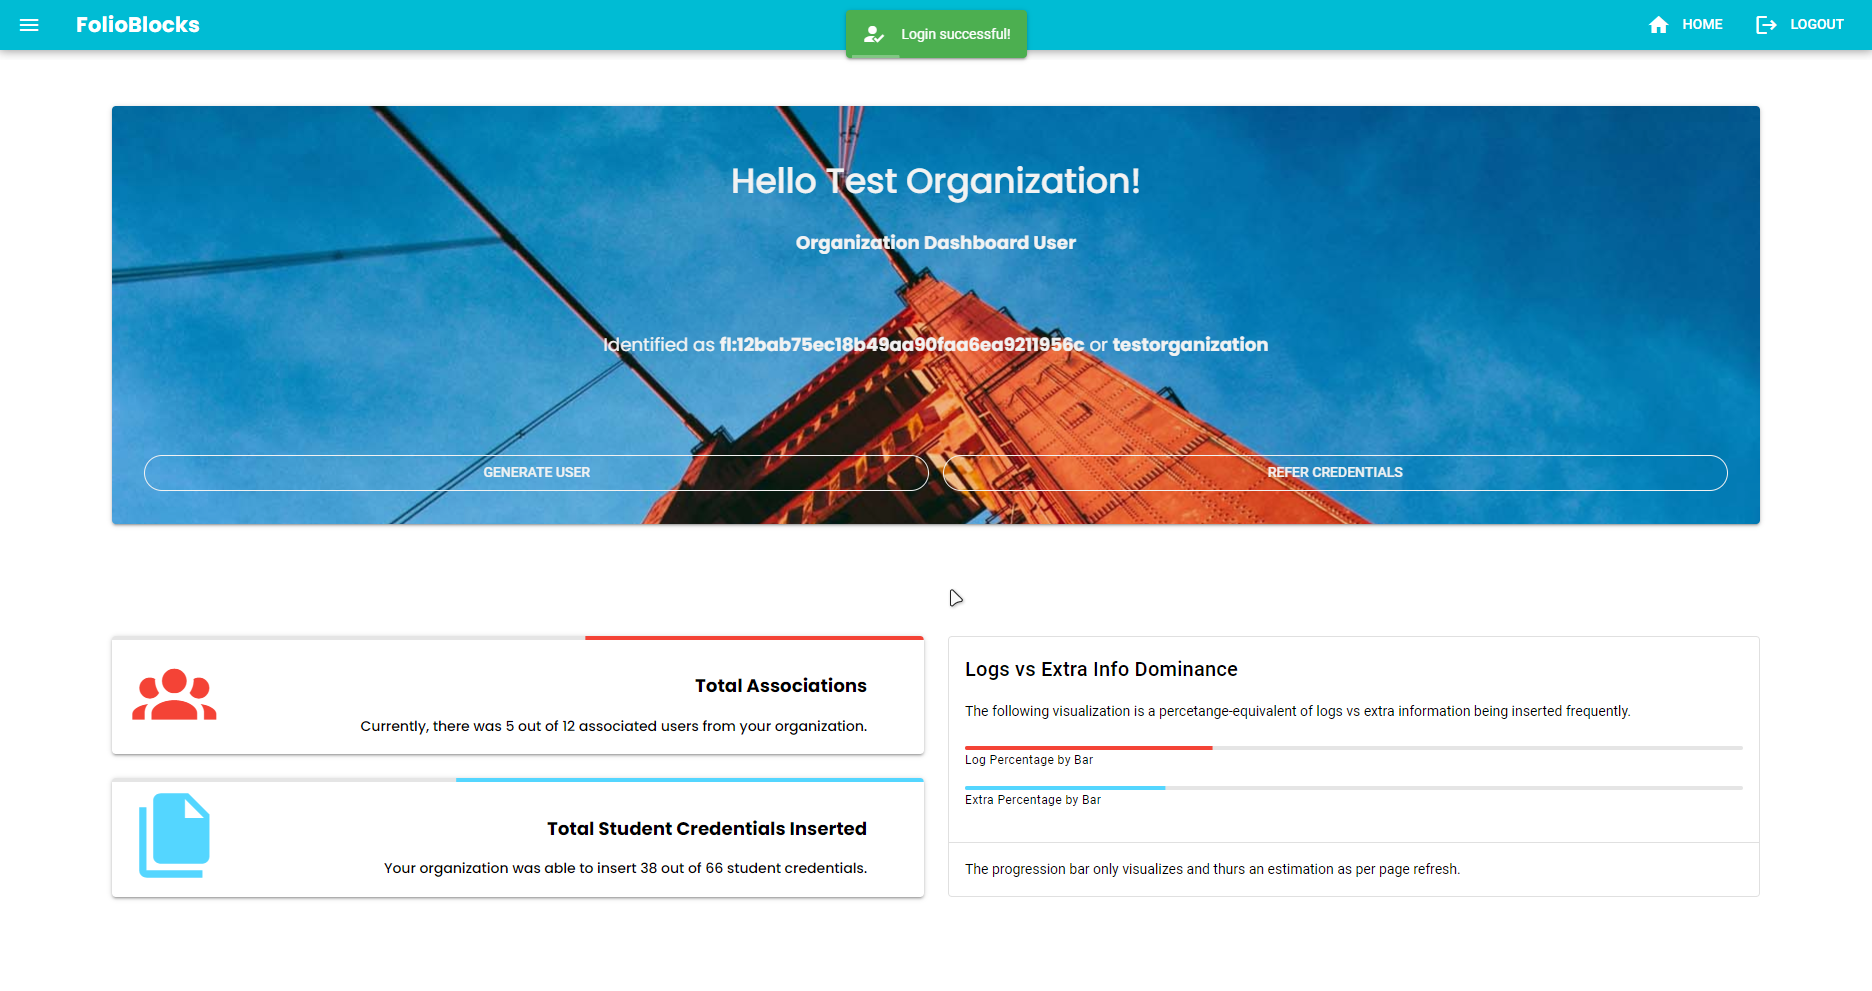 FolioBlocks
Login successful!
HOME
LOGOUT
Hello Test Organization!
Organization Dashboard User
Identified as fl:12bab75ec18b49aa90faa6ea9211956c or testorganization
GENERATE USER
REFER CREDENTIALS
Total Associations
Currently, there was 5 out of 12 associated users from your organization.
Total Student Credentials Inserted
Your organization was able to insert 38 out of 66 student credentials.
Logs vs Extra Info Dominance
The following visualization is a percetange-equivalent of logs vs extra information being inserted frequently.
Log Percentage by Bar
Extra Percentage by Bar
The progression bar only visualizes and thurs an estimation as per page refresh.